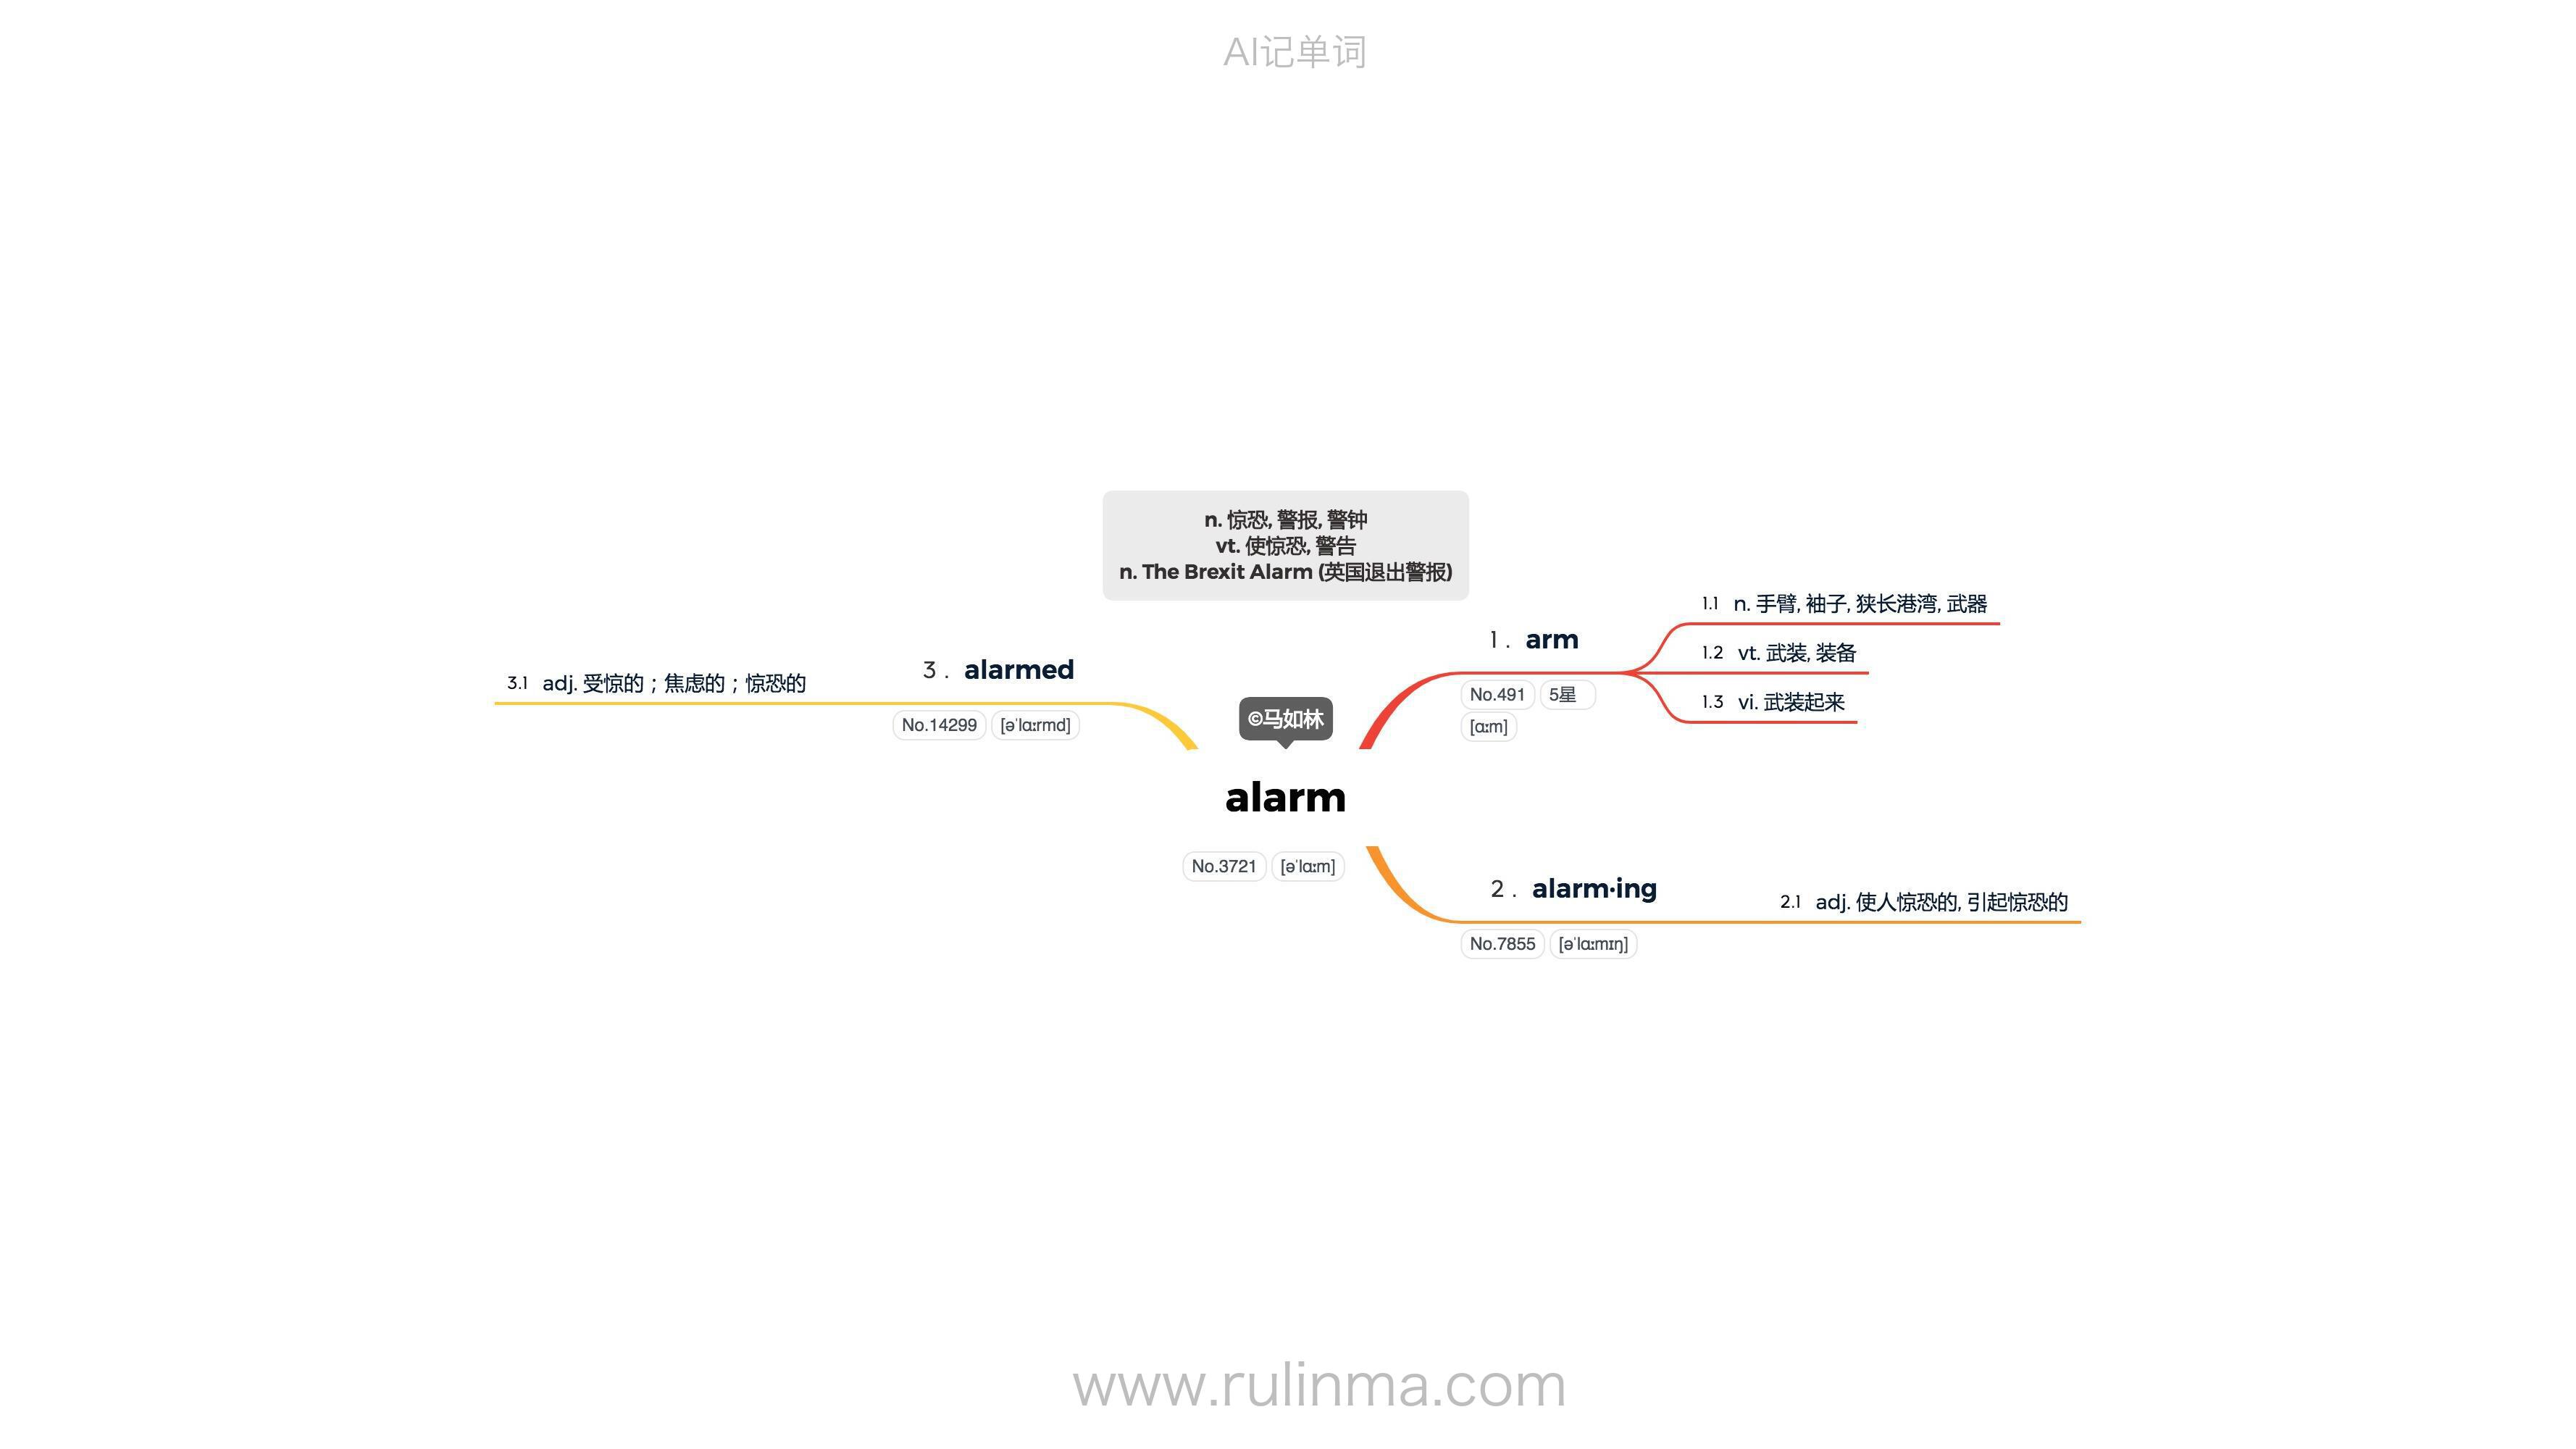 AI记单词
n. 惊恐, 警报, 警钟
vt. 使惊恐, 警告
n. The Brexit Alarm (英国退出警报)
©马如林
alarm
No.3721 [əˈlɑːm]
1 . arm
No.491 5星
[ɑːm]
1.1 n. 手臂, 袖子, 狭长港湾, 武器
1.2 vt. 武装, 装备
1.3 vi. 武装起来
2 . alarm·ing
No.7855 [əˈlɑːmɪŋ]
2.1 adj. 使人惊恐的, 引起惊恐的
3 . alarmed
No.14299 [əˈlɑːrmd]
3.1 adj. 受惊的；焦虑的；惊恐的
www.rulinma.com